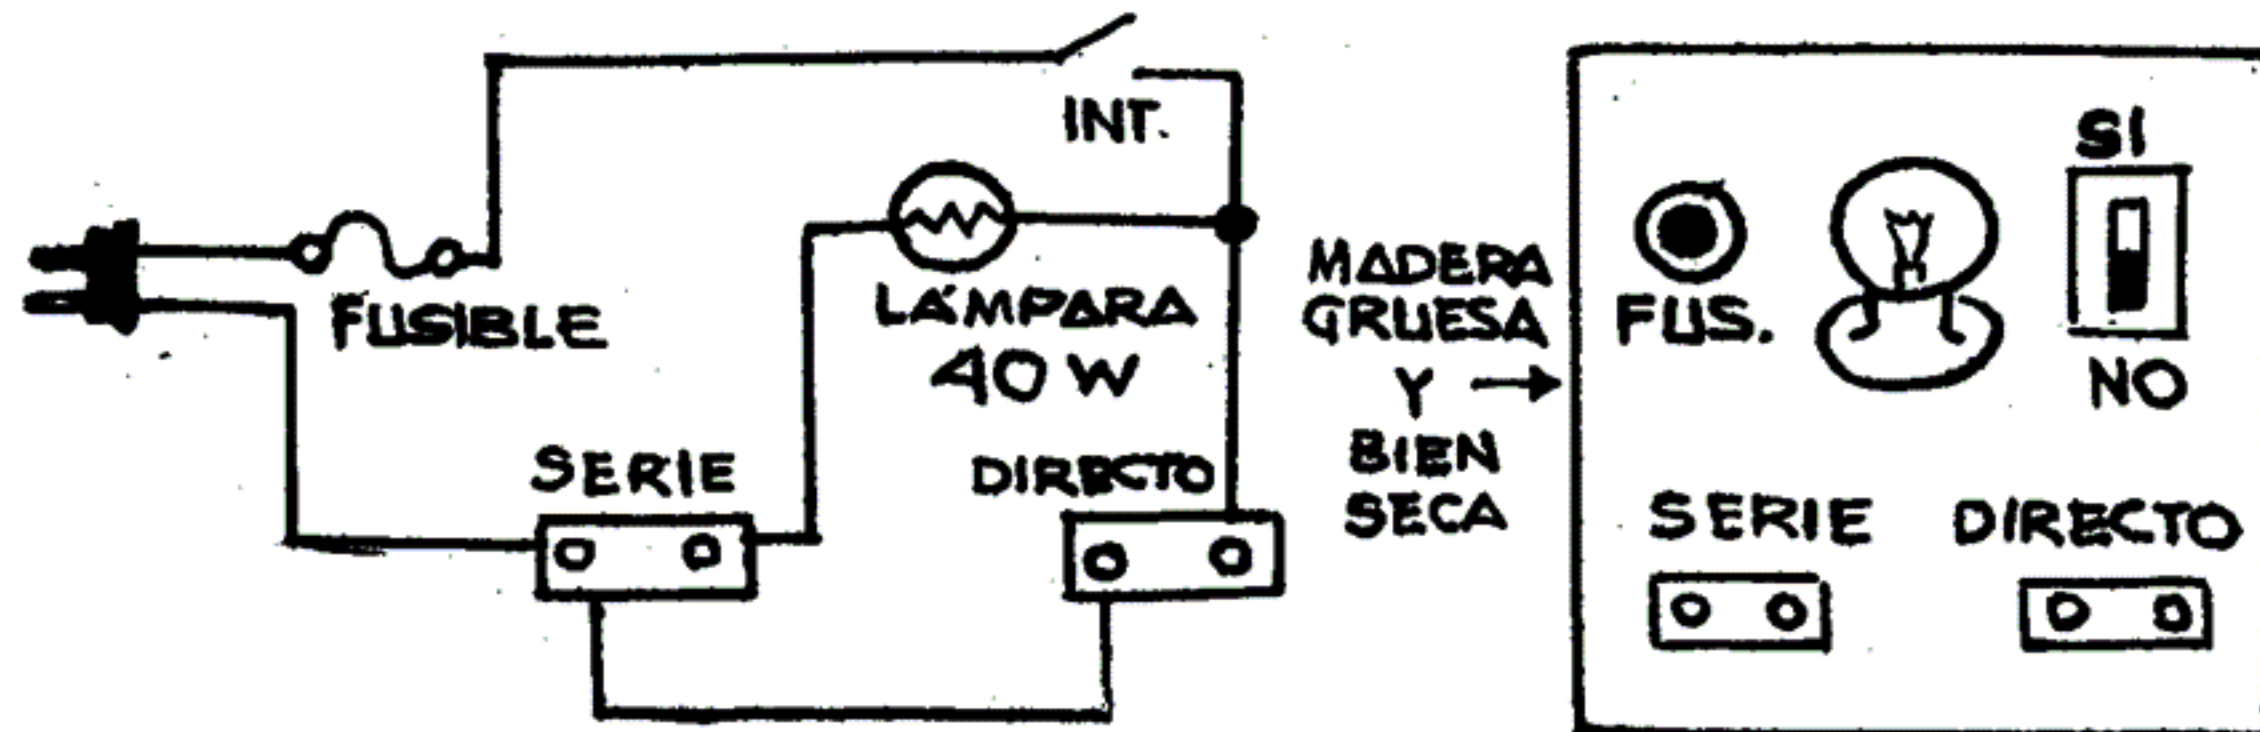 INT.
FUSIBLE
LÁMPARA
40 W
SERIE
DIRECTO
MADERA
GRUESA
Y
BIEN
SECA
SI
FUS.
NO
SERIE
DIRECTO